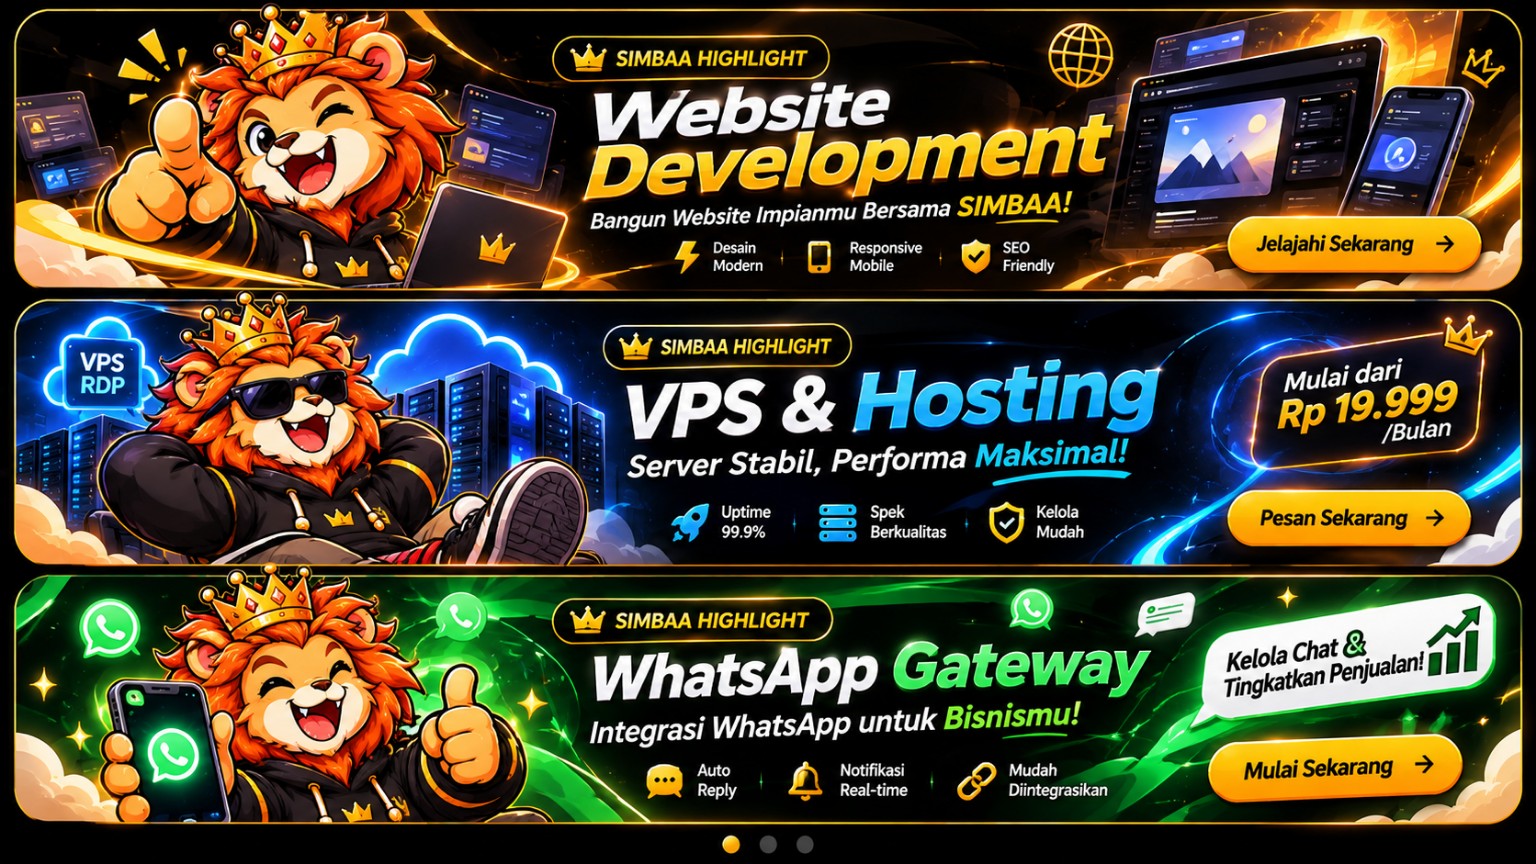 SIMBAA HIGHLIGHT
Website
Development
Bangun Website Impianmu Bersama SIMBAA!
Desain
Modern
Responsive
Mobile
SEO
Friendly
Jelajahi Sekarang →
VPS
RDP
SIMBAA HIGHLIGHT
VPS & Hosting
Server Stabil, Performa Maksimal!
Uptime
99.9%
Spek
Berkualitas
Kelola
Mudah
Mulai dari
Rp 19.999
/Bulan
Pesan Sekarang →
SIMBAA HIGHLIGHT
WhatsApp Gateway
Integrasi WhatsApp untuk Bisnismu!
Auto
Reply
Notifikasi
Real-time
Mudah
Diintegrasikan
Kelola Chat &
Tingkatkan Penjualan!
Mulai Sekarang →